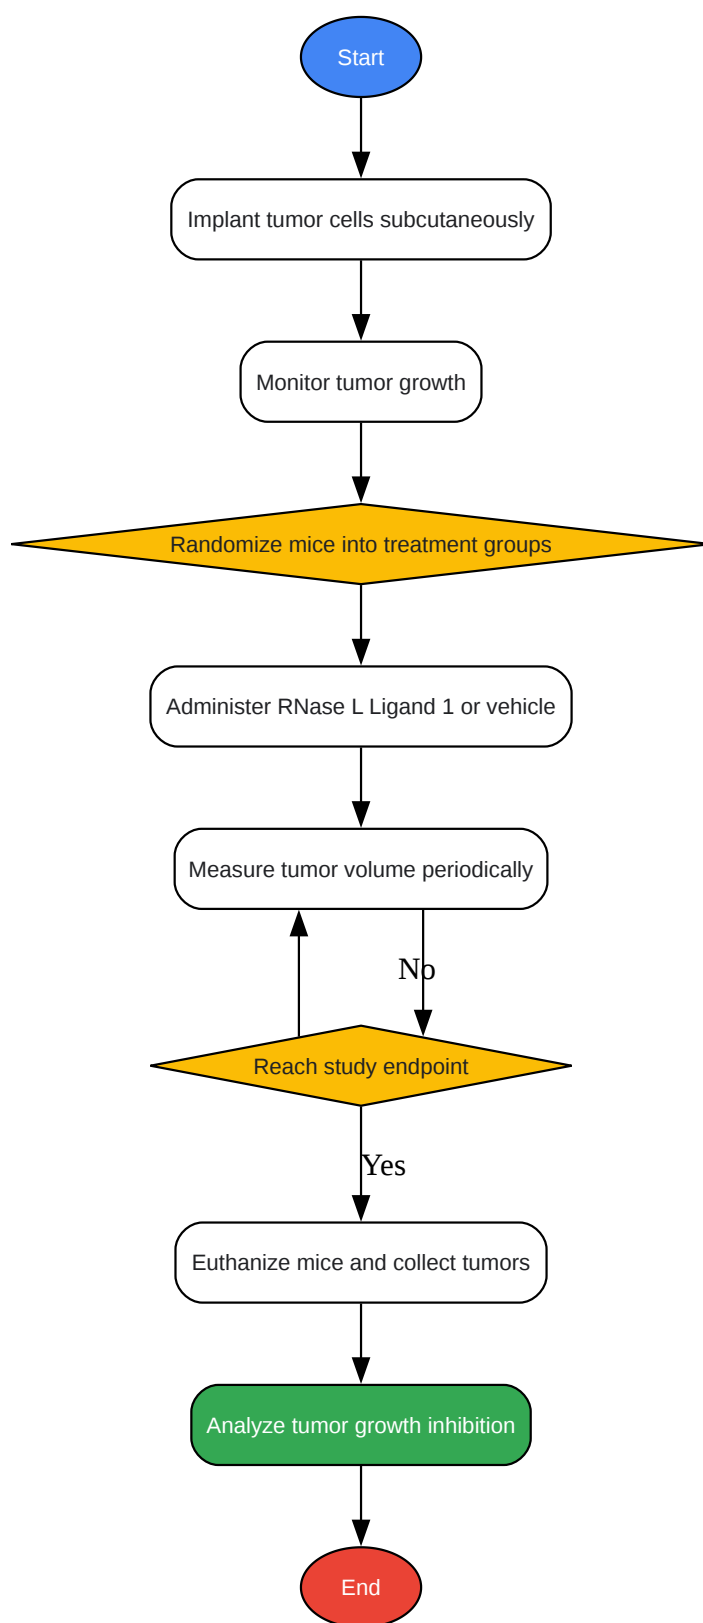 Start
Implant tumor cells subcutaneously
Monitor tumor growth
Randomize mice into treatment groups
Administer RNase L Ligand 1 or vehicle
Measure tumor volume periodically
No
Reach study endpoint
Yes
Euthanize mice and collect tumors
Analyze tumor growth inhibition
End